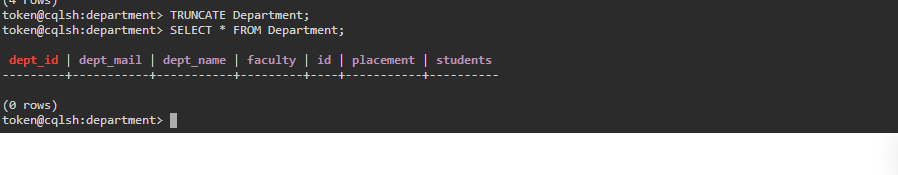 (4 rows)
token@cqlsh:department> TRUNCATE Department;
token@cqlsh:department> SELECT * FROM Department;
dept_id | dept_mail | dept_name | faculty | id | placement | students
---------+-----------+-----------+---------+----+-----------+----------
(0 rows)
token@cqlsh:department>